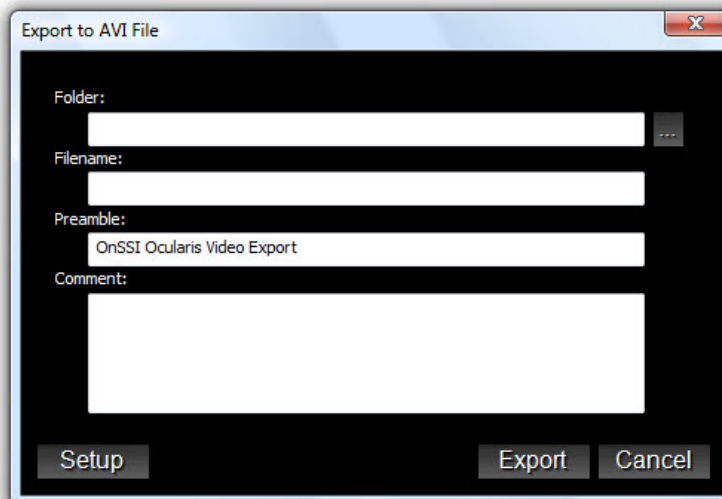 Export to AVI File
Folder:
...
Filename:
Preamble:
OnSSI Ocularis Video Export
Comment:
Setup
Export
Cancel